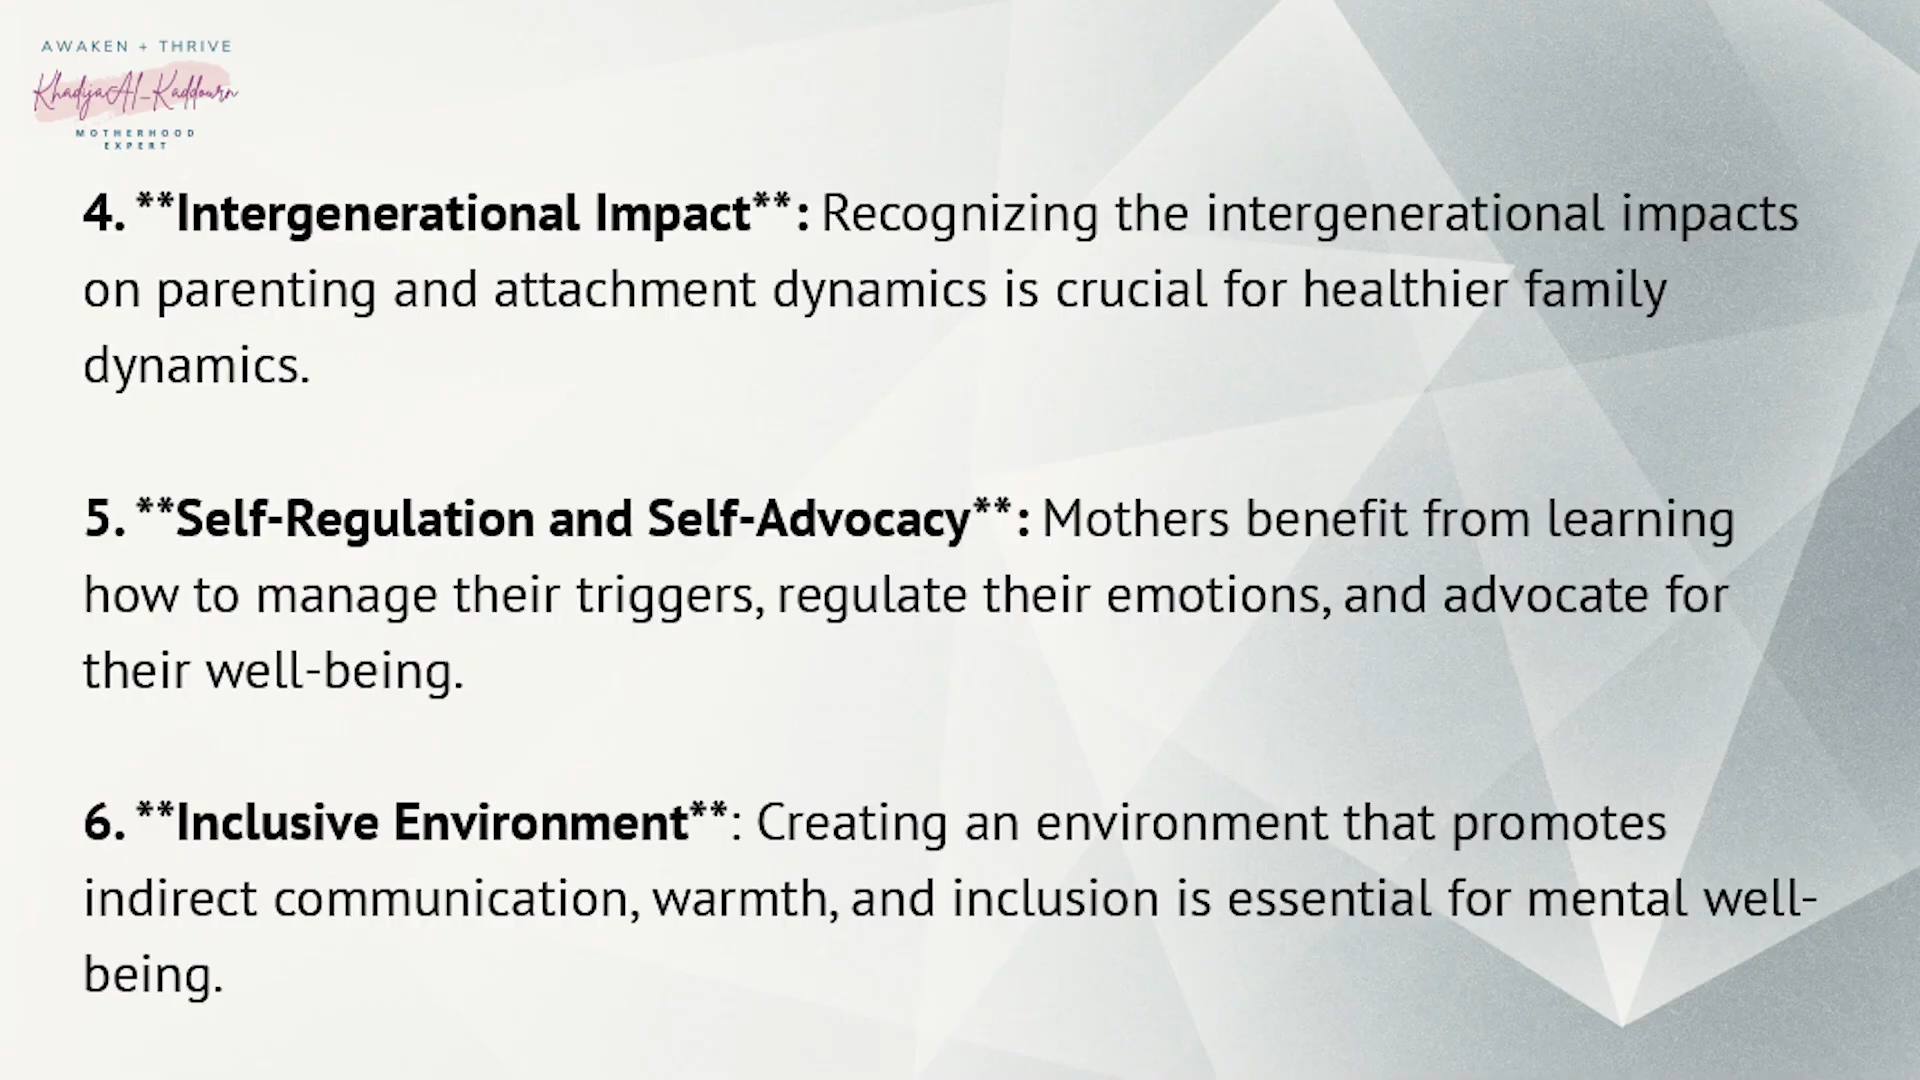 AWAKEN + THRIVE
KhadijaAl-Kaddourn
MOTHERHOOD
EXPERT
4. **Intergenerational Impact**: Recognizing the intergenerational impacts
on parenting and attachment dynamics is crucial for healthier family
dynamics.
5. **Self-Regulation and Self-Advocacy**: Mothers benefit from learning
how to manage their triggers, regulate their emotions, and advocate for
their well-being.
6. **Inclusive Environment**: Creating an environment that promotes
indirect communication, warmth, and inclusion is essential for mental well-
being.